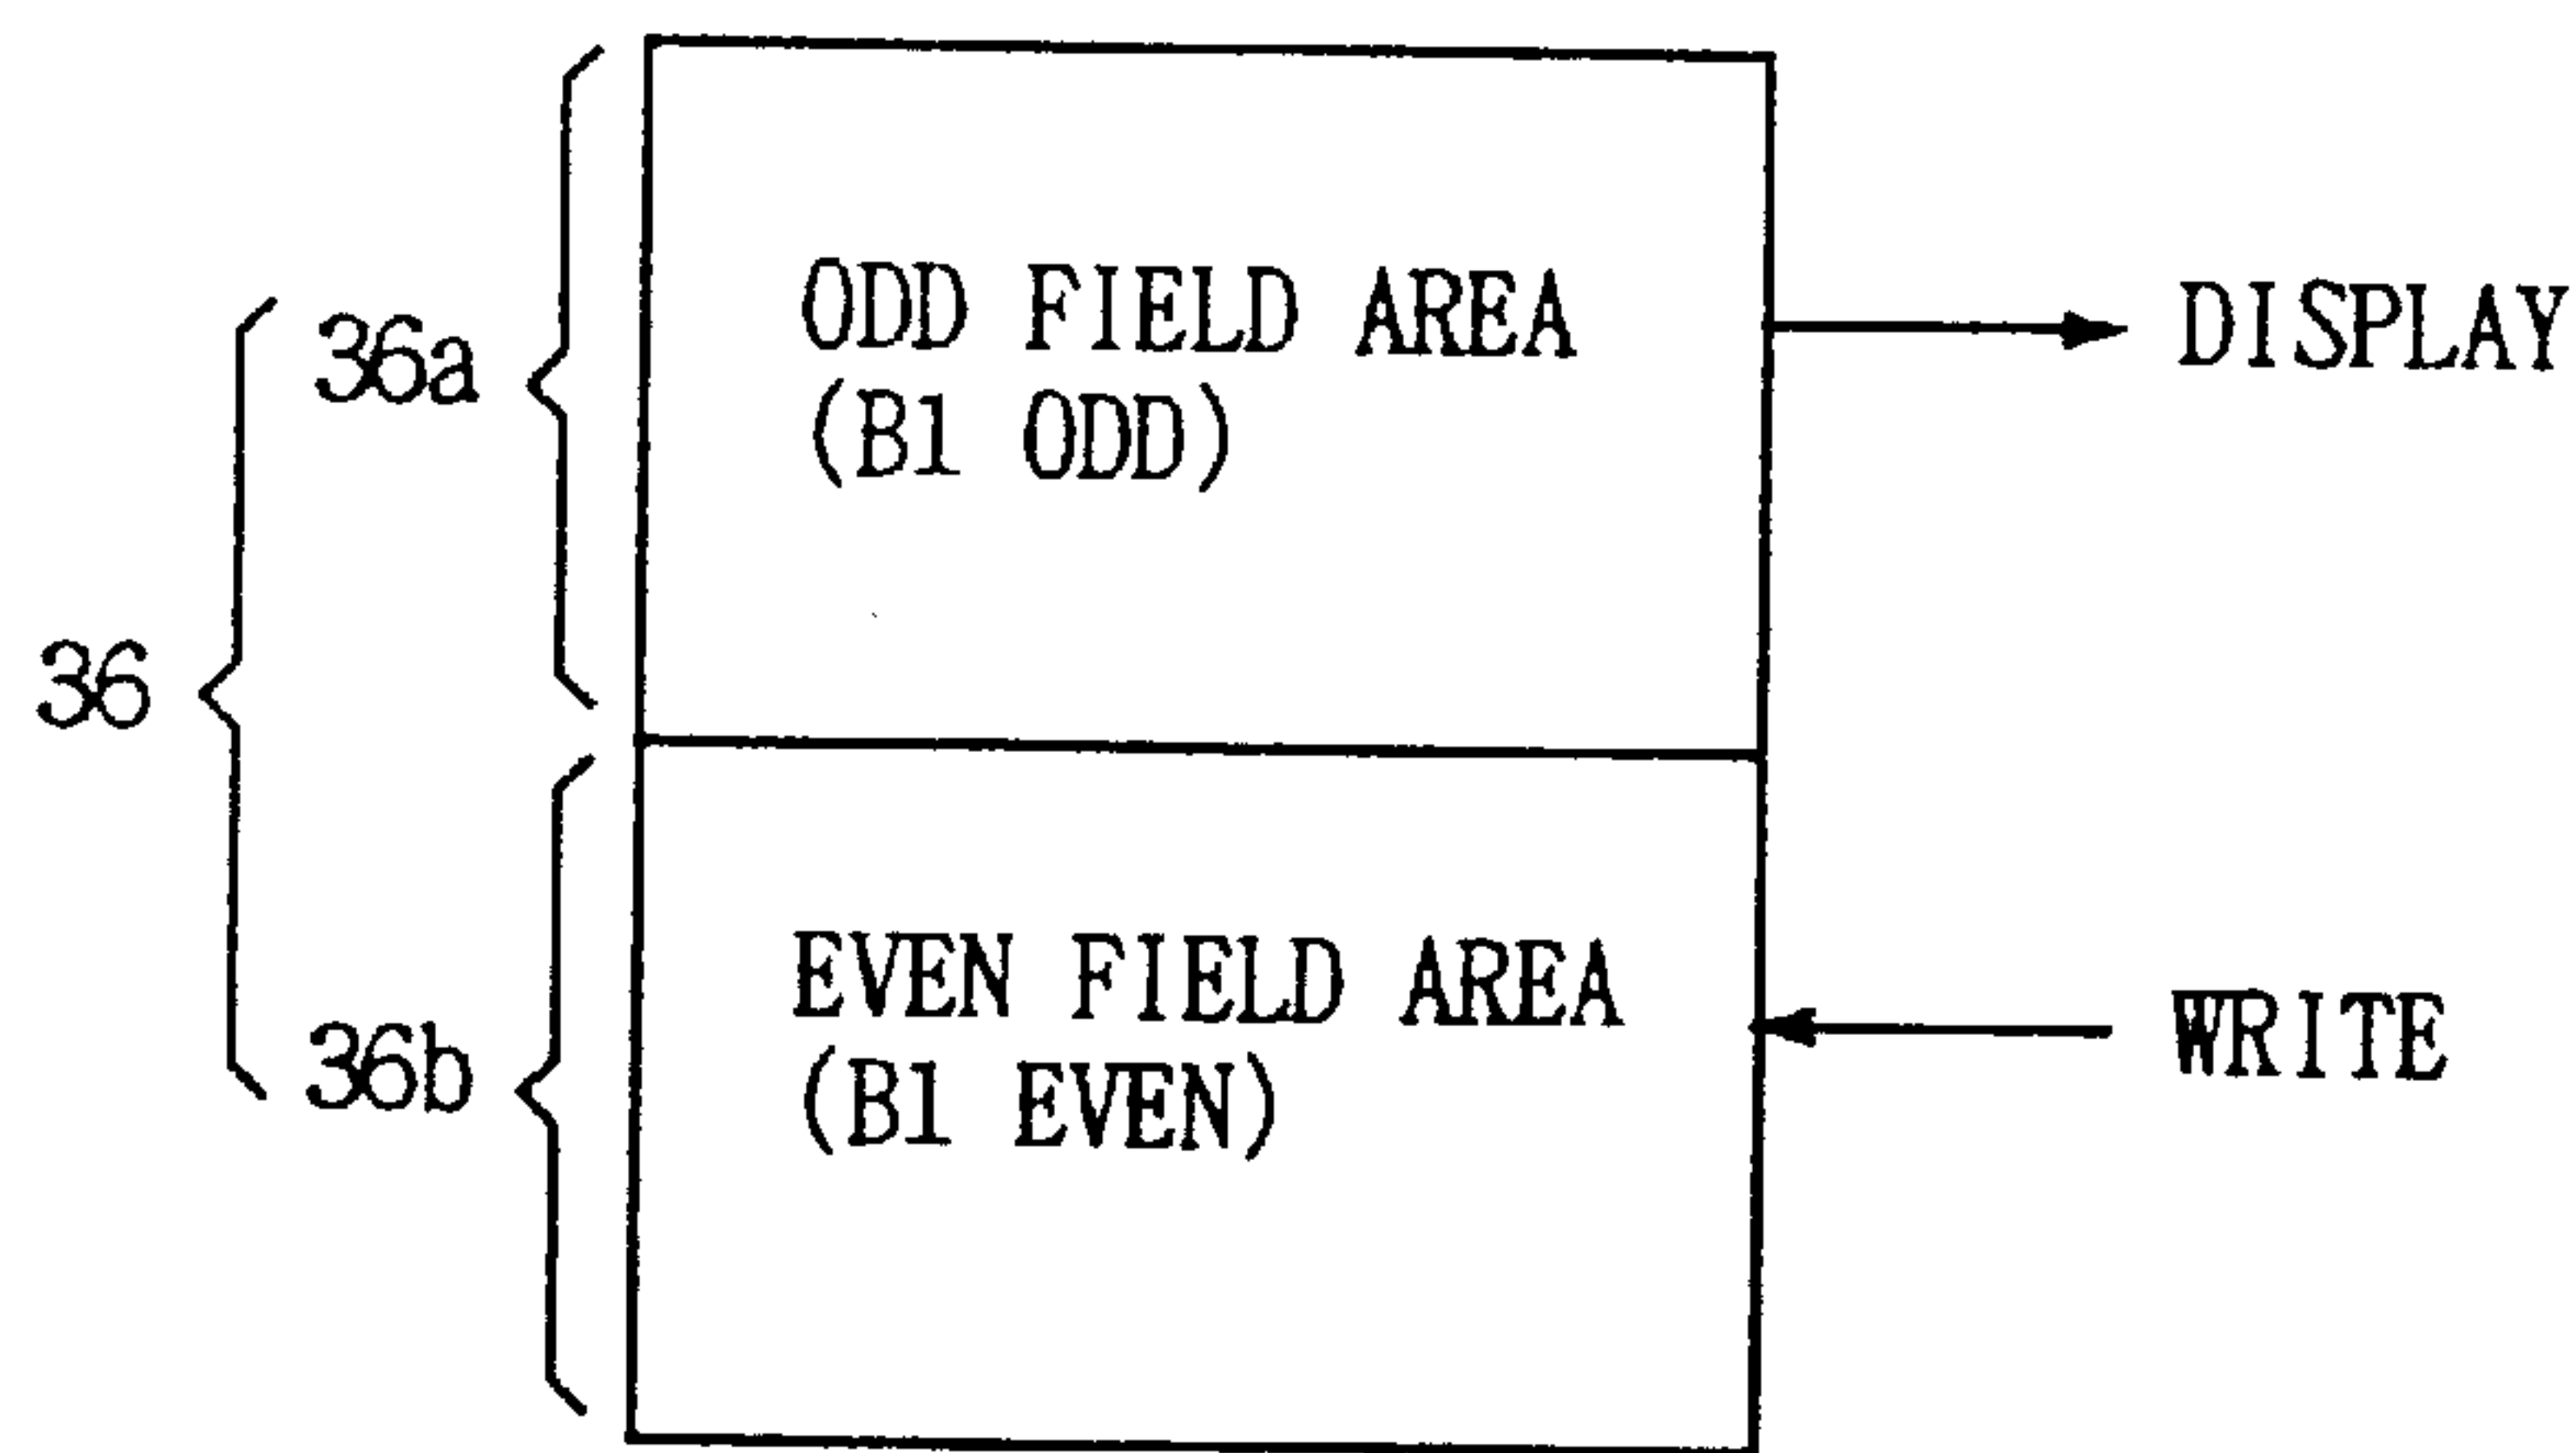 36
36a
ODD FIELD AREA
(B1 ODD)
DISPLAY
36b
EVEN FIELD AREA
(B1 EVEN)
WRITE